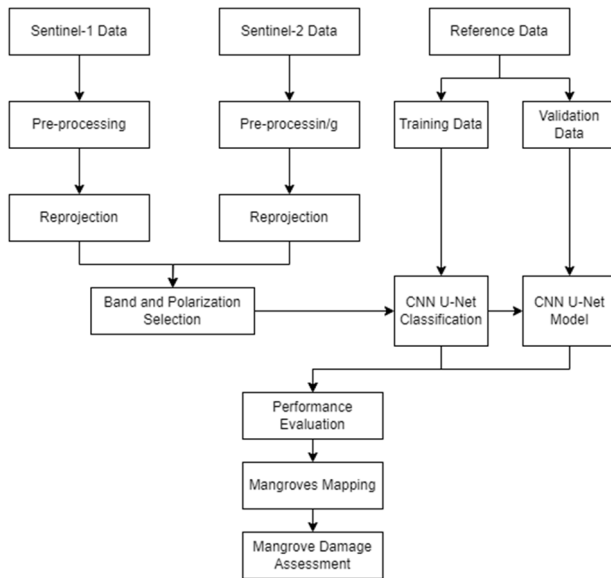 Sentinel-1 Data
Sentinel-2 Data
Reference Data
Pre-processing
Pre-processin/g
Training Data
Validation
Data
Reprojection
Reprojection
Band and Polarization
Selection
CNN U-Net
Classification
CNN U-Net
Model
Performance
Evaluation
Mangroves Mapping
Mangrove Damage
Assessment